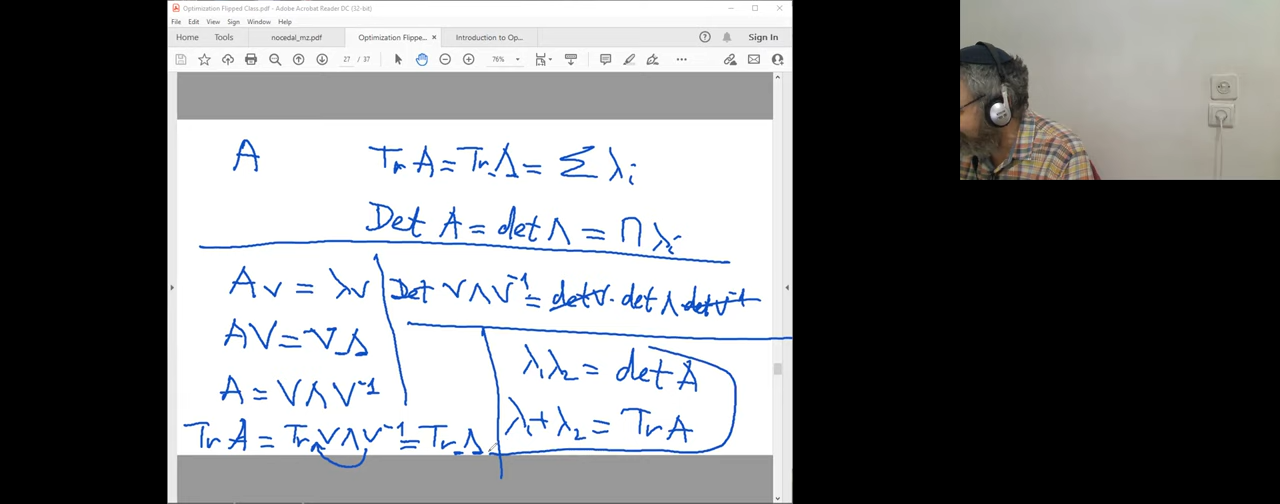 Optimization Flipped Class.pdf - Adobe Acrobat Reader DC (32-bit)
File Edit View Sign Window Help
Home Tools nocedal_mz.pdf Optimization Flippe... × Introduction to Op... Sign In
27 / 37 76%
A Tr A = Tr Λ = Σ λi
Det A = det Λ = Π λi
Av = λv
AV = VΛ
A = VΛV⁻¹
Tr A = Tr VΛV⁻¹ = Tr Λ
Det VΛV⁻¹ = det V · det Λ det V⁻¹
λ1λ2 = det A
λ1 + λ2 = Tr A